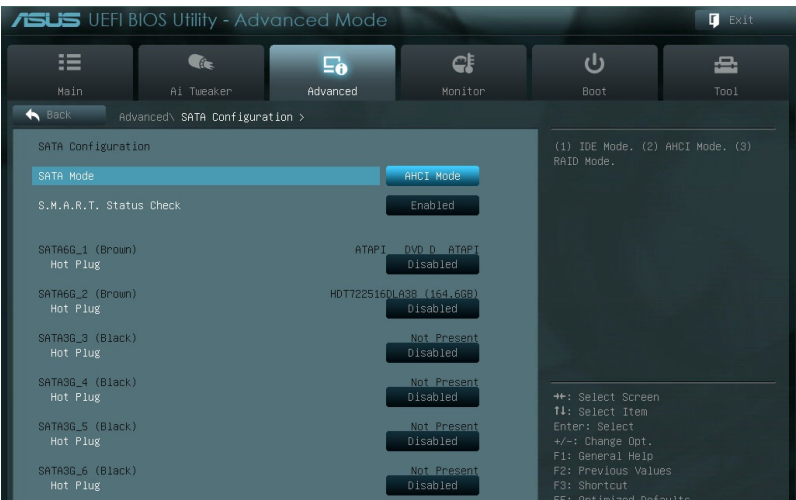 ASUS UEFI BIOS Utility - Advanced Mode
Exit
Main
Ai Tweaker
Advanced
Monitor
Boot
Tool
Back
Advanced\ SATA Configuration >
SATA Configuration
SATA Mode AHCI Mode
S.M.A.R.T. Status Check Enabled
SATA6G_1 (Brown) ATAPI DVD D ATAPI
Hot Plug Disabled
SATA6G_2 (Brown) HDT722516DLA38 (164.6GB)
Hot Plug Disabled
SATA3G_3 (Black) Not Present
Hot Plug Disabled
SATA3G_4 (Black) Not Present
Hot Plug Disabled
SATA3G_5 (Black) Not Present
Hot Plug Disabled
SATA3G_6 (Black) Not Present
Hot Plug Disabled
(1) IDE Mode. (2) AHCI Mode. (3)
RAID Mode.
→←: Select Screen
↑↓: Select Item
Enter: Select
+/-: Change Opt.
F1: General Help
F2: Previous Values
F3: Shortcut
F5: Optimized Defaults